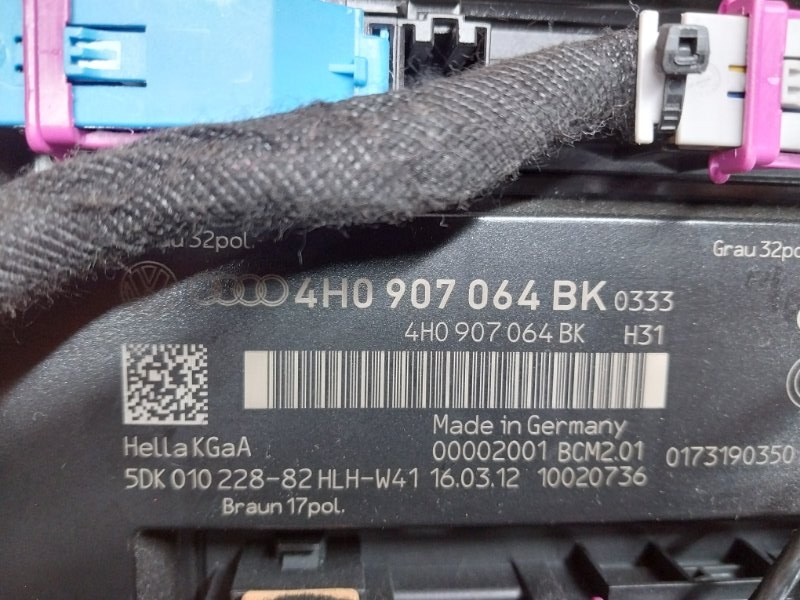 32pol.
Grau 32po
4H0 907 064 BK 0333
4H0 907 064 BK H31
Made in Germany
Hella KGaA
00002001 BCM2.01
0173190350
5DK 010 228-82 HLH-W41 16.03.12 10020736
Braun 17pol.